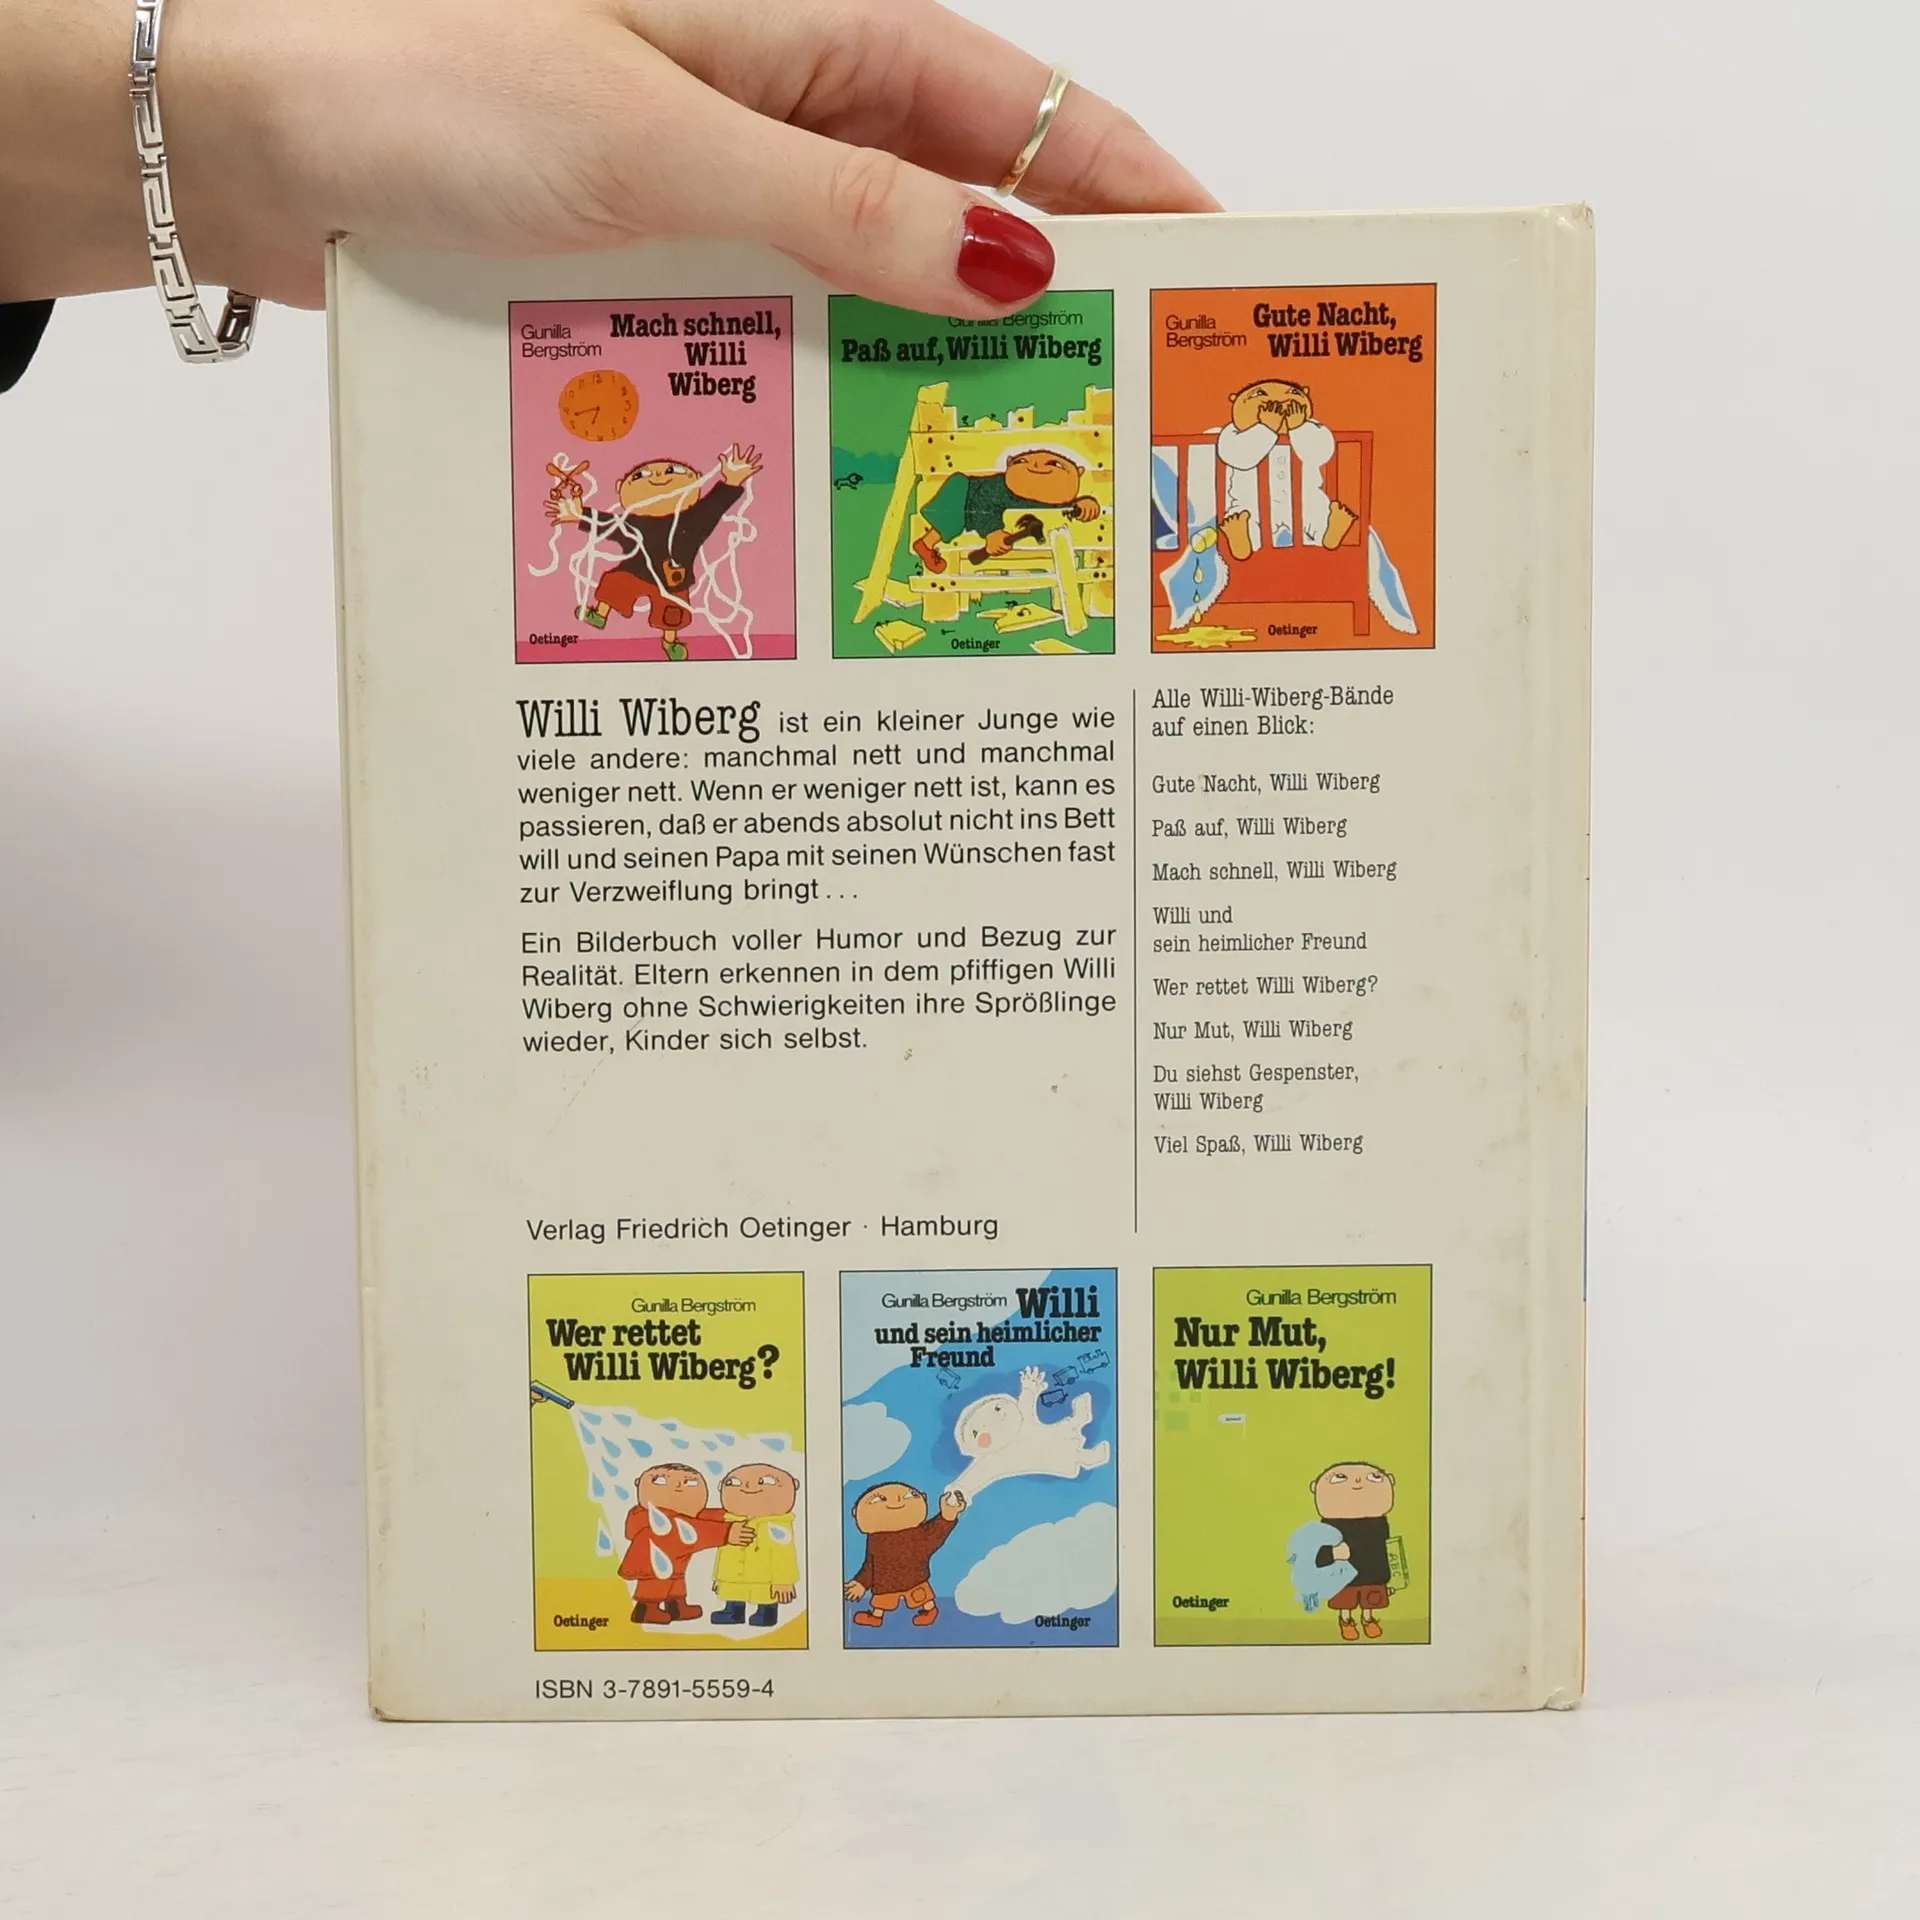 Gunilla
Bergström
Mach schnell,
Willi
Wiberg
Oetinger
Bergström
Paß auf, Willi Wiberg
Oetinger
Gunilla
Bergström
Gute Nacht,
Willi Wiberg
Oetinger
Willi Wiberg ist ein kleiner Junge wie
viele andere: manchmal nett und manchmal
weniger nett. Wenn er weniger nett ist, kann es
passieren, daß er abends absolut nicht ins Bett
will und seinen Papa mit seinen Wünschen fast
zur Verzweiflung bringt...
Ein Bilderbuch voller Humor und Bezug zur
Realität. Eltern erkennen in dem pfiffigen Willi
Wiberg ohne Schwierigkeiten ihre Sprößlinge
wieder, Kinder sich selbst.
Verlag Friedrich Oetinger · Hamburg
Alle Willi-Wiberg-Bände
auf einen Blick:
Gute Nacht, Willi Wiberg
Paß auf, Willi Wiberg
Mach schnell, Willi Wiberg
Willi und
sein heimlicher Freund
Wer rettet Willi Wiberg?
Nur Mut, Willi Wiberg
Du siehst Gespenster,
Willi Wiberg
Viel Spaß, Willi Wiberg
Gunilla Bergström
Wer rettet
Willi Wiberg?
Oetinger
Gunilla Bergström Willi
und sein heimlicher
Freund
Oetinger
Gunilla Bergström
Nur Mut,
Willi Wiberg!
ABC
Oetinger
ISBN 3-7891-5559-4